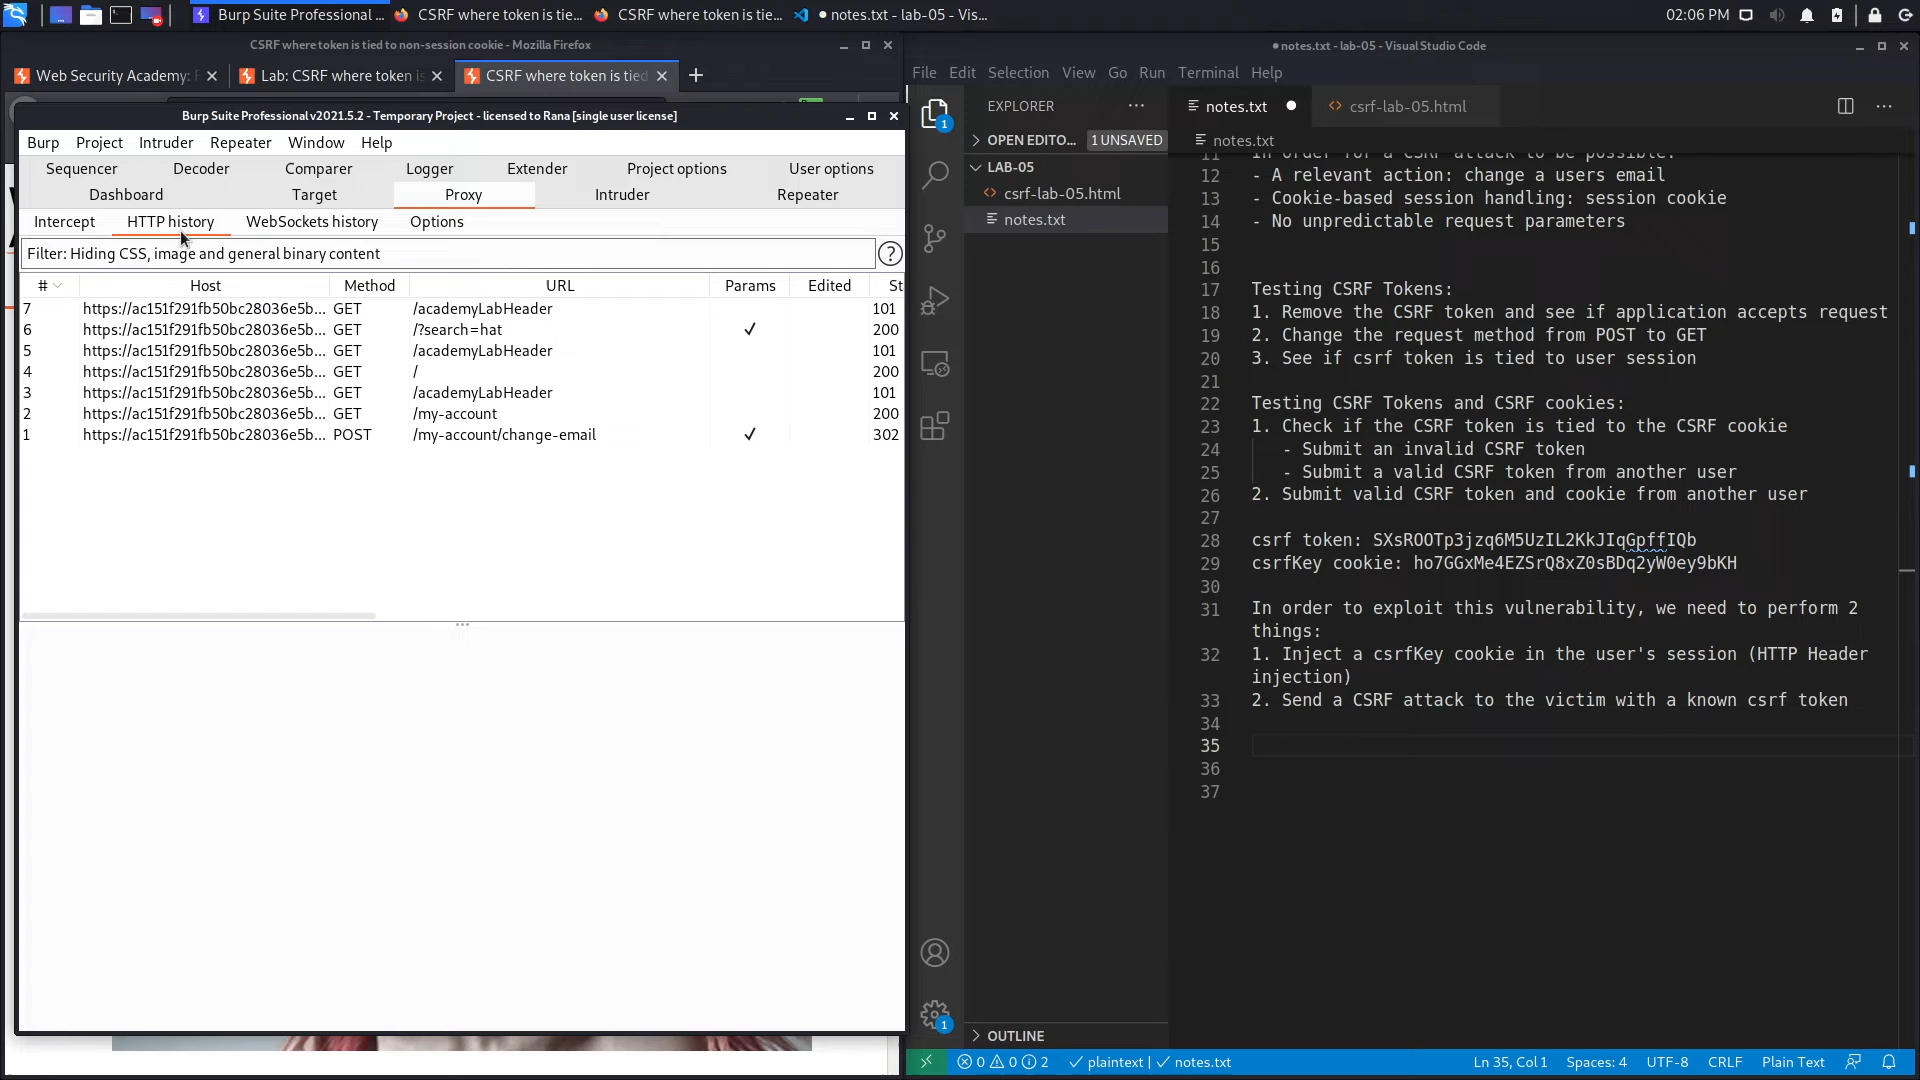 Burp Suite Professional ...
CSRF where token is tie...
CSRF where token is tie...
● notes.txt - lab-05 - Vis...
02:06 PM
CSRF where token is tied to non-session cookie - Mozilla Firefox
Web Security Academy:
Lab: CSRF where token is
CSRF where token is tied
Burp Suite Professional v2021.5.2 - Temporary Project - licensed to Rana [single user license]
Burp Project Intruder Repeater Window Help
Sequencer Decoder Comparer Logger Extender Project options User options
Dashboard Target Proxy Intruder Repeater
Intercept HTTP history WebSockets history Options
Filter: Hiding CSS, image and general binary content
?
# Host Method URL Params Edited St
7 https://ac151f291fb50bc28036e5b... GET /academyLabHeader 101
6 https://ac151f291fb50bc28036e5b... GET /?search=hat ✓ 200
5 https://ac151f291fb50bc28036e5b... GET /academyLabHeader 101
4 https://ac151f291fb50bc28036e5b... GET / 200
3 https://ac151f291fb50bc28036e5b... GET /academyLabHeader 101
2 https://ac151f291fb50bc28036e5b... GET /my-account 200
1 https://ac151f291fb50bc28036e5b... POST /my-account/change-email ✓ 302
● notes.txt - lab-05 - Visual Studio Code
File Edit Selection View Go Run Terminal Help
EXPLORER ...
OPEN EDITO... 1 UNSAVED
LAB-05
csrf-lab-05.html
notes.txt
OUTLINE
1
1
notes.txt ●
csrf-lab-05.html
notes.txt
11 In order for a CSRF attack to be possible:
12 - A relevant action: change a users email
13 - Cookie-based session handling: session cookie
14 - No unpredictable request parameters
15
16
17 Testing CSRF Tokens:
18 1. Remove the CSRF token and see if application accepts request
19 2. Change the request method from POST to GET
20 3. See if csrf token is tied to user session
21
22 Testing CSRF Tokens and CSRF cookies:
23 1. Check if the CSRF token is tied to the CSRF cookie
24 - Submit an invalid CSRF token
25 - Submit a valid CSRF token from another user
26 2. Submit valid CSRF token and cookie from another user
27
28 csrf token: SXsROOTp3jzq6M5UzIL2KkJIqGpffIQb
29 csrfKey cookie: ho7GGxMe4EZSrQ8xZ0sBDq2yW0ey9bKH
30
31 In order to exploit this vulnerability, we need to perform 2
things:
32 1. Inject a csrfKey cookie in the user's session (HTTP Header
injection)
33 2. Send a CSRF attack to the victim with a known csrf token
34
35
36
37
0 0 2 ✓ plaintext | ✓ notes.txt
Ln 35, Col 1 Spaces: 4 UTF-8 CRLF Plain Text